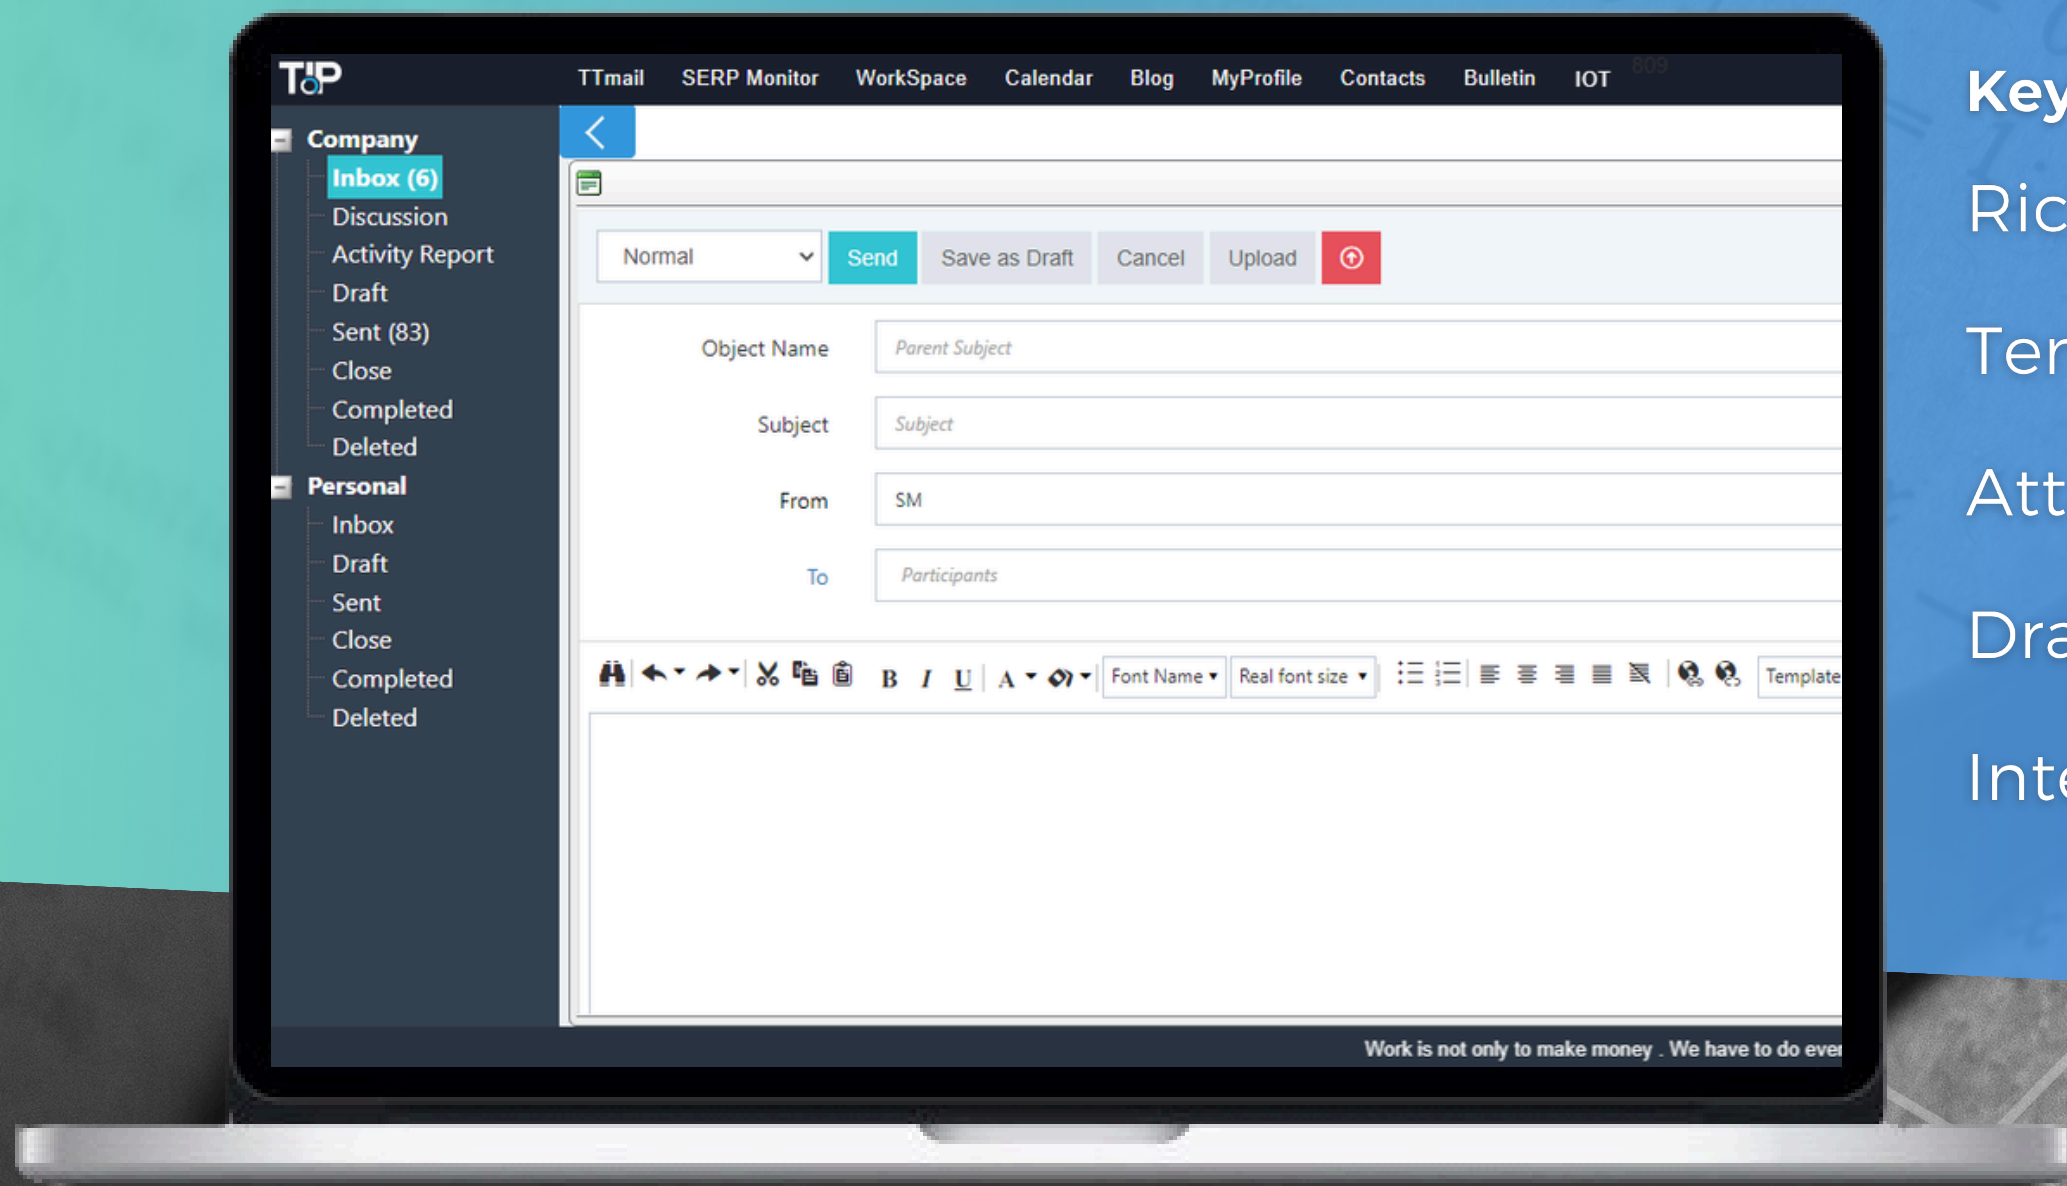 TOP
TTmail SERP Monitor WorkSpace Calendar Blog MyProfile Contacts Bulletin IOT 809
Company
Inbox (6)
Discussion
Activity Report
Draft
Sent (83)
Close
Completed
Deleted
Personal
Inbox
Draft
Sent
Close
Completed
Deleted
Normal Send Save as Draft Cancel Upload
Object Name Parent Subject
Subject Subject
From SM
To Participants
B I U A Font Name Real font size Template
Work is not only to make money . We have to do ever
Key
Ric
Ter
Att
Dra
Inte